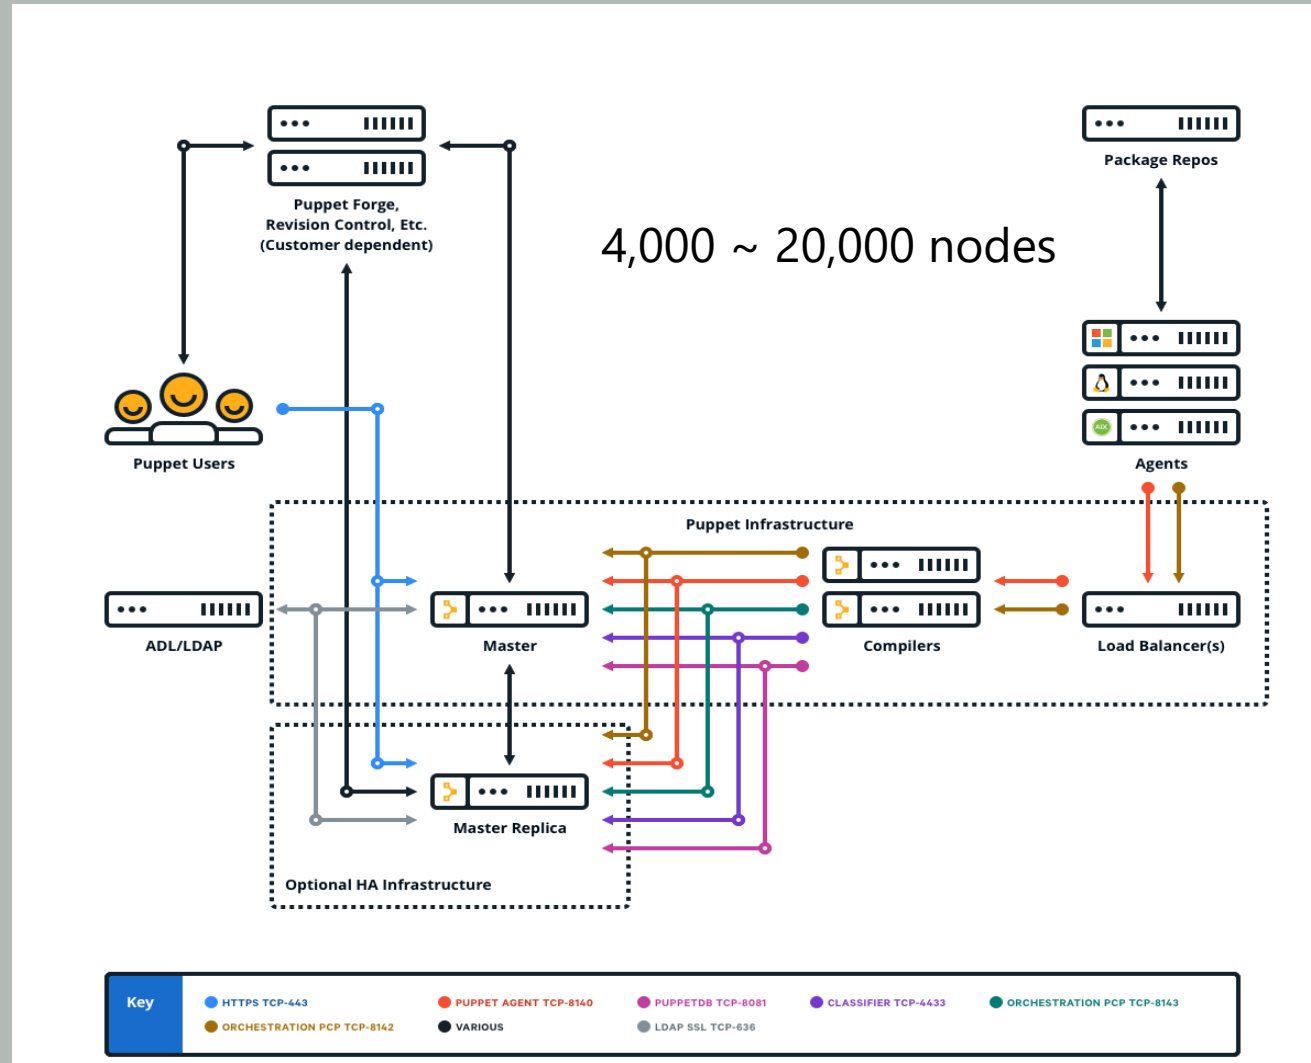 Puppet Forge,
Revision Control, Etc.
(Customer dependent)
4,000 ~ 20,000 nodes
Package Repos
AIX
Puppet Users
Agents
Puppet Infrastructure
ADL/LDAP
Master
Compilers
Load Balancer(s)
Master Replica
Optional HA Infrastructure
Key
HTTPS TCP-443
PUPPET AGENT TCP-8140
PUPPETDB TCP-8081
CLASSIFIER TCP-4433
ORCHESTRATION PCP TCP-8143
ORCHESTRATION PCP TCP-8142
VARIOUS
LDAP SSL TCP-636